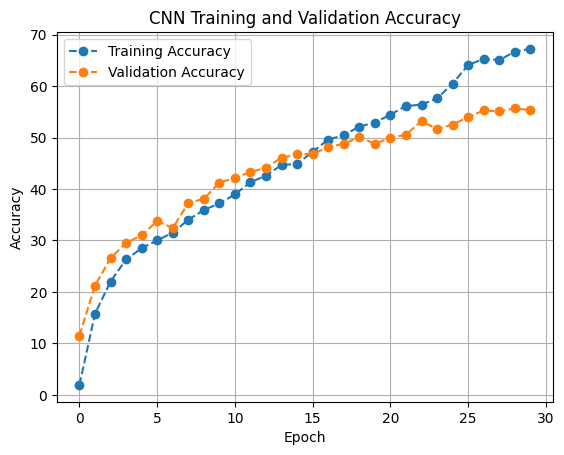 CNN Training and Validation Accuracy
Training Accuracy
Validation Accuracy
Accuracy
70
60
50
40
30
20
10
0
0 5 10 15 20 25 30
Epoch